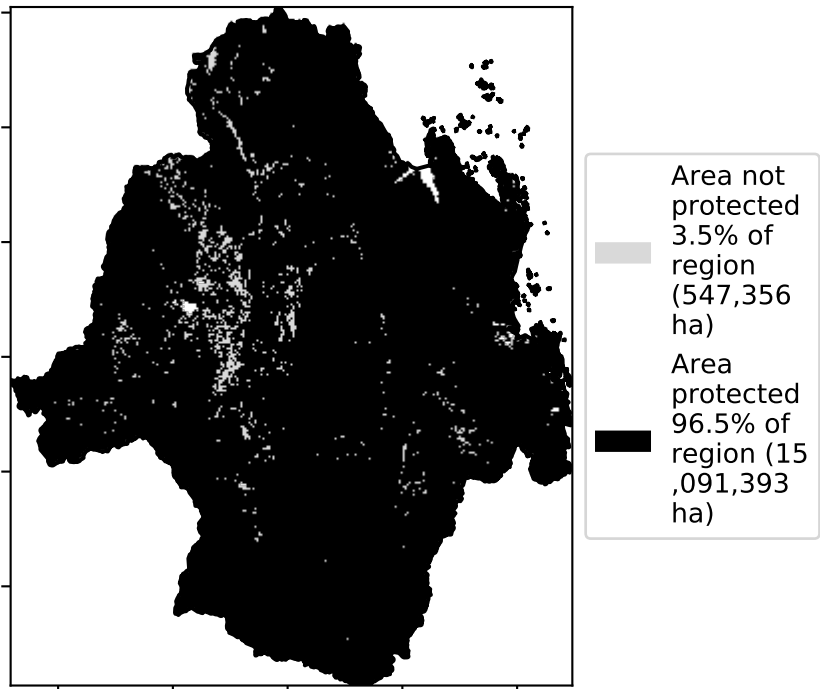 Area not
protected
3.5% of
region
(547,356
ha)
Area
protected
96.5% of
region (15
,091,393
ha)